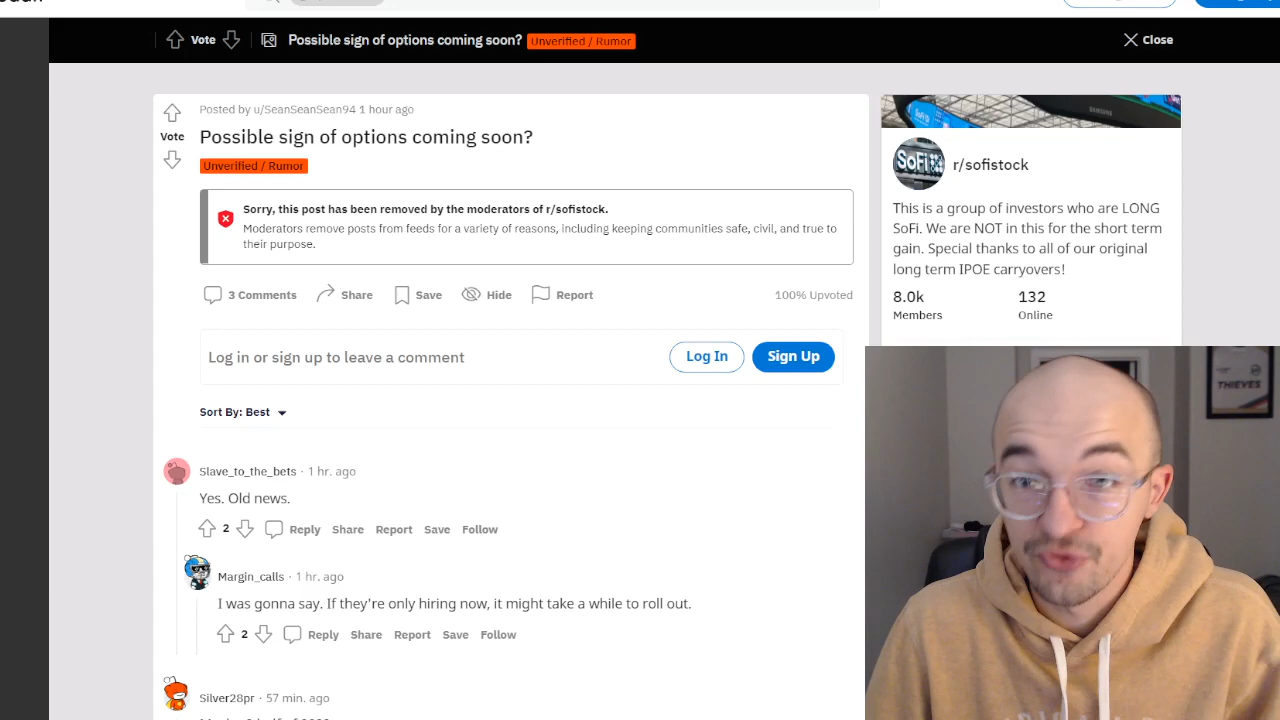 Vote
Possible sign of options coming soon? Unverified / Rumor
Close
Posted by u/SeanSeanSean94 1 hour ago
Vote
Possible sign of options coming soon?
Unverified / Rumor
Sorry, this post has been removed by the moderators of r/sofistock.
Moderators remove posts from feeds for a variety of reasons, including keeping communities safe, civil, and true to
their purpose.
3 Comments Share Save Hide Report 100% Upvoted
Log in or sign up to leave a comment Log In Sign Up
Sort By: Best
Slave_to_the_bets · 1 hr. ago
Yes. Old news.
2 Reply Share Report Save Follow
Margin_calls · 1 hr. ago
I was gonna say. If they're only hiring now, it might take a while to roll out.
2 Reply Share Report Save Follow
Silver28pr · 57 min. ago
SAMSUNG
SoFi
SoFi
r/sofistock
This is a group of investors who are LONG
SoFi. We are NOT in this for the short term
gain. Special thanks to all of our original
long term IPOE carryovers!
8.0k 132
Members Online
THIEVES